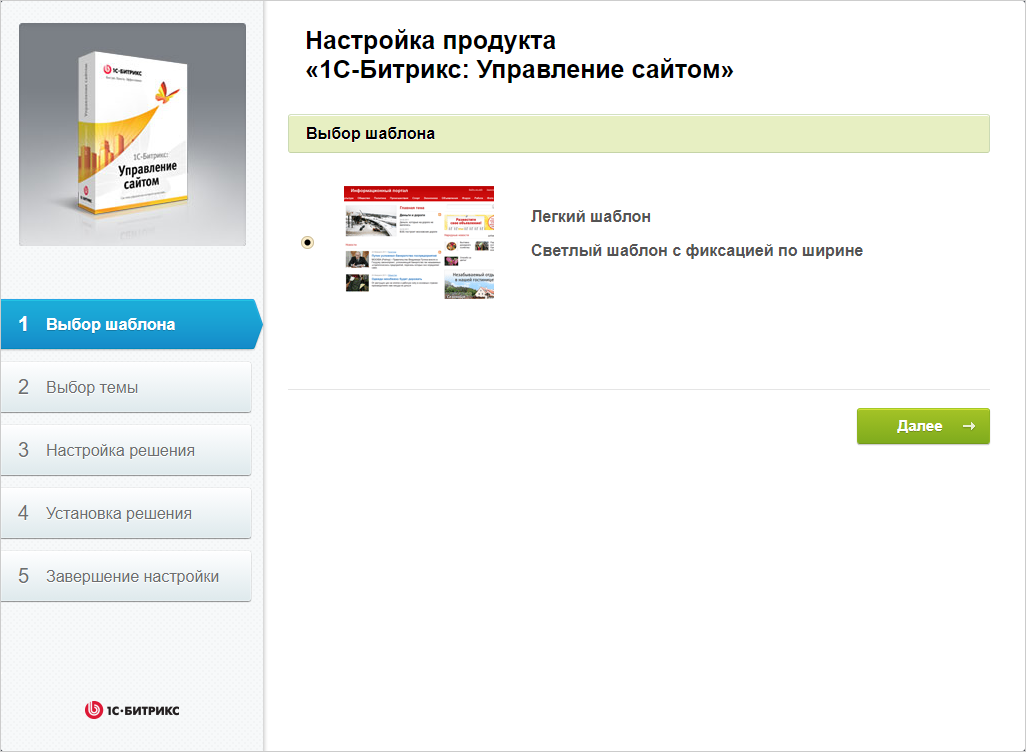 1С-БИТРИКС
1С-Битрикс:
Управление
сайтом
1 Выбор шаблона
2 Выбор темы
3 Настройка решения
4 Установка решения
5 Завершение настройки
1С-БИТРИКС
Настройка продукта
«1С-Битрикс: Управление сайтом»
Выбор шаблона
Информационный портал
Главная тема
Легкий шаблон
Светлый шаблон с фиксацией по ширине
Далее →